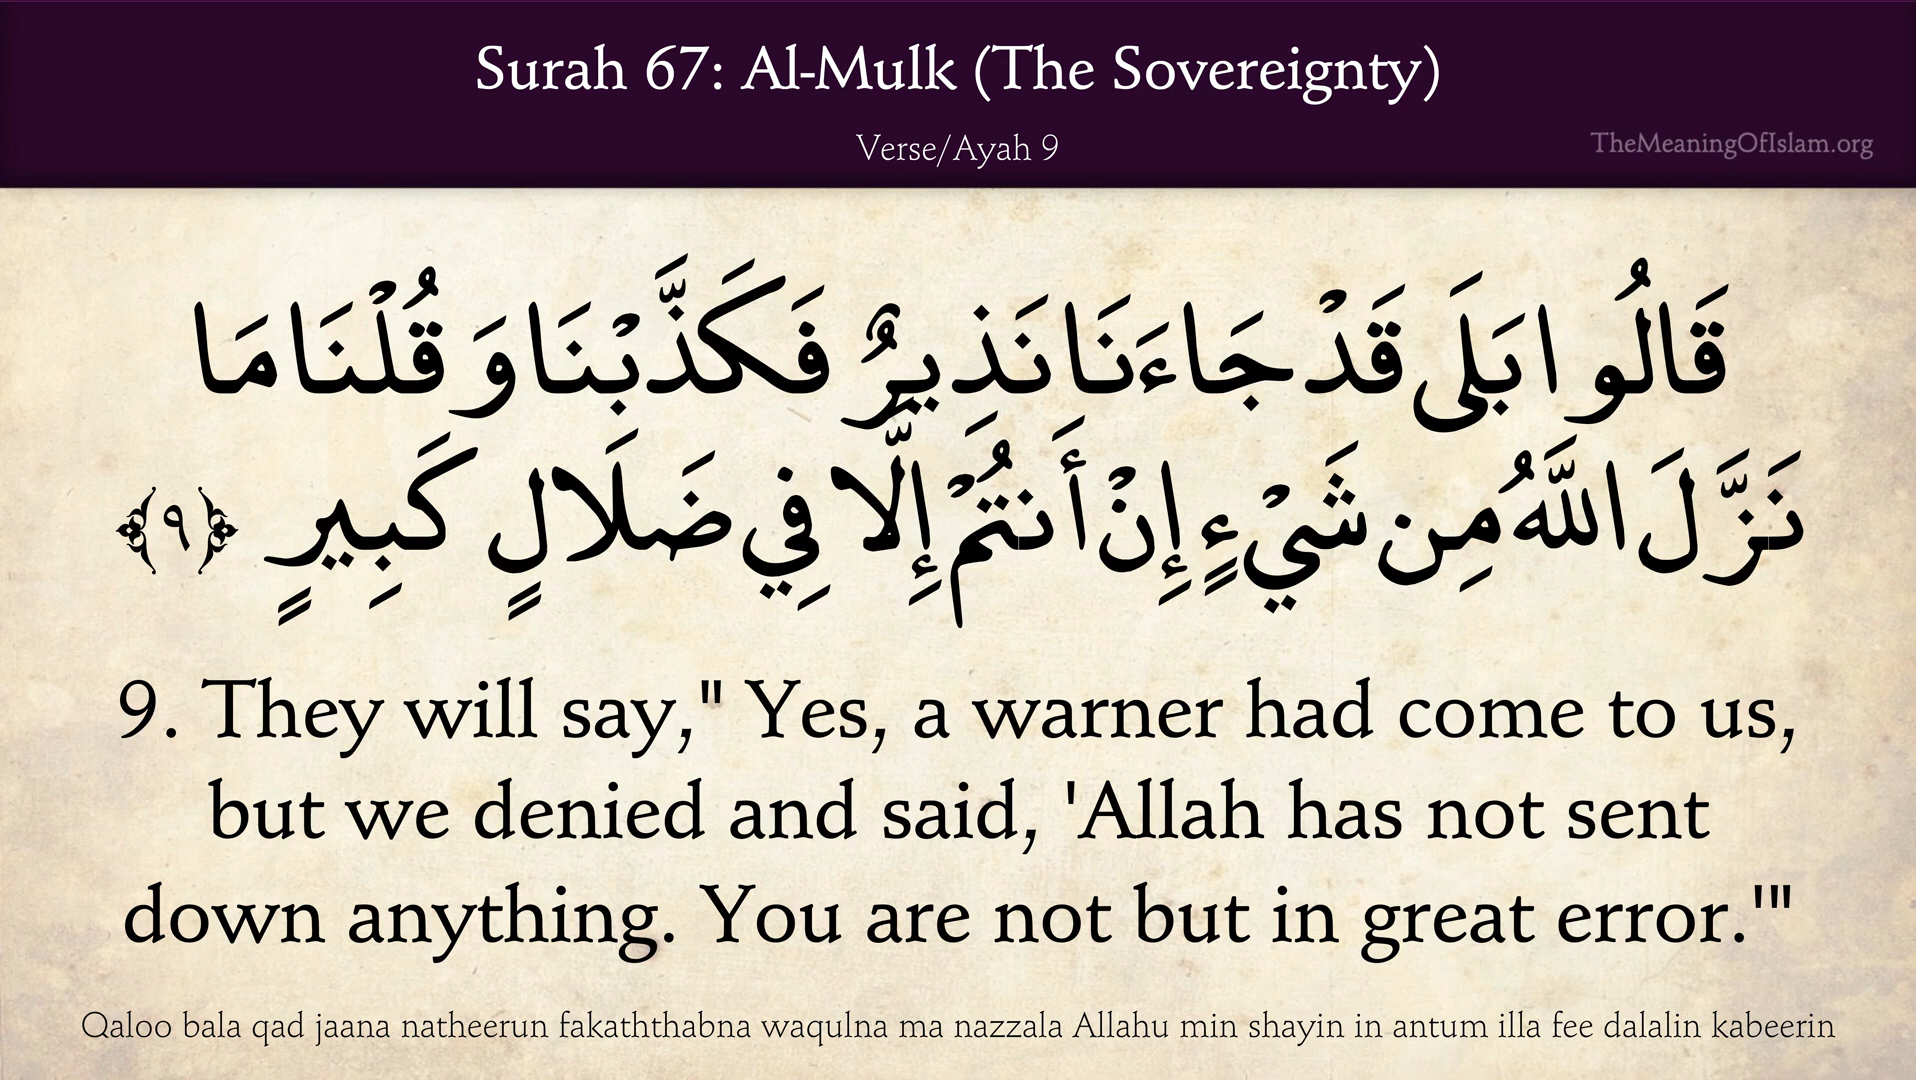 Surah 67: Al-Mulk (The Sovereignty)
Verse/Ayah 9
TheMeaningOfIslam.org
قَالُوا بَلَى قَدْ جَاءَنَا نَذِيرٌ فَكَذَّبْنَا وَقُلْنَا مَا
نَزَّلَ اللَّهُ مِن شَيْءٍ إِنْ أَنتُمْ إِلَّا فِي ضَلَالٍ كَبِيرٍ ﴿٩﴾
9. They will say," Yes, a warner had come to us,
but we denied and said, 'Allah has not sent
down anything. You are not but in great error.'"
Qaloo bala qad jaana natheerun fakaththabna waqulna ma nazzala Allahu min shayin in antum illa fee dalalin kabeerin